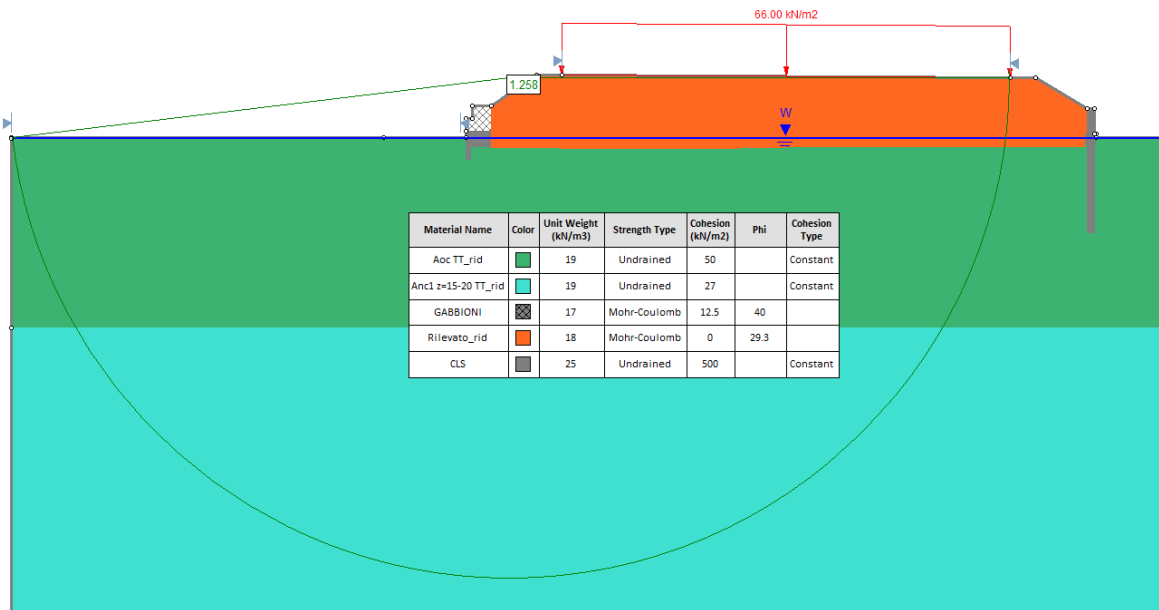 66.00 kN/m2
1.258
W
Material Name Color Unit Weight (kN/m3) Strength Type Cohesion (kN/m2) Phi Cohesion Type
Aoc TT_rid 19 Undrained 50 Constant
Anc1 z=15-20 TT_rid 19 Undrained 27 Constant
GABBIONI 17 Mohr-Coulomb 12.5 40
Rilevato_rid 18 Mohr-Coulomb 0 29.3
CLS 25 Undrained 500 Constant